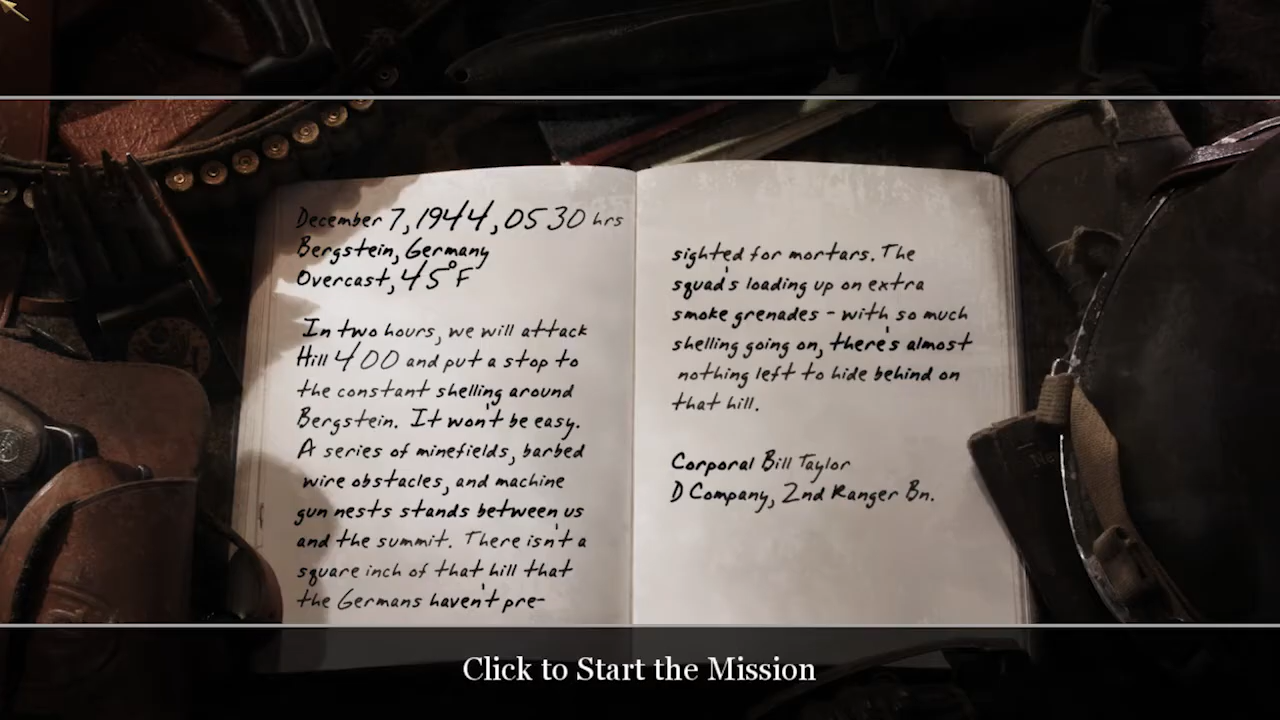 December 7, 1944, 0530 hrs
Bergstein, Germany
Overcast, 45°F
In two hours, we will attack
Hill 400 and put a stop to
the constant shelling around
Bergstein. It won't be easy.
A series of minefields, barbed
wire obstacles, and machine
gun nests stands between us
and the summit. There isn't a
square inch of that hill that
the Germans haven't pre-
sighted for mortars. The
squad's loading up on extra
smoke grenades - with so much
shelling going on, there's almost
nothing left to hide behind on
that hill.
Corporal Bill Taylor
D Company, 2nd Ranger Bn.
Click to Start the Mission